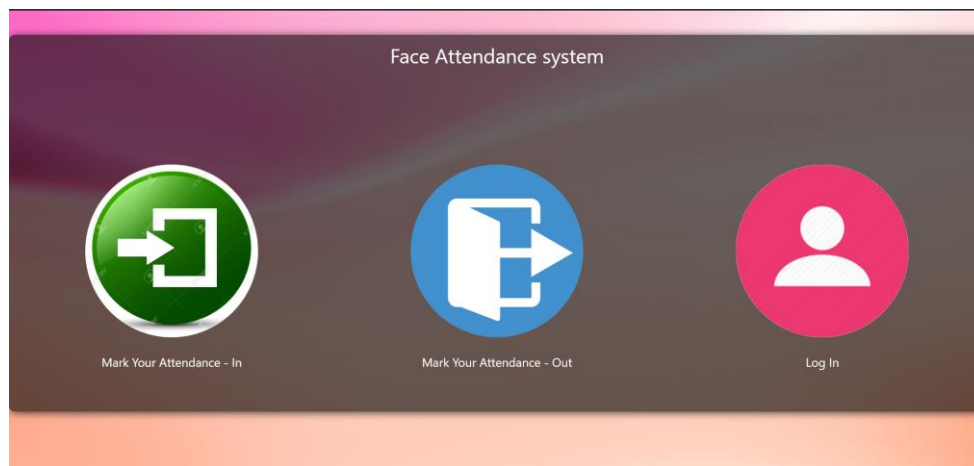 Face Attendance system
Mark Your Attendance - In
Mark Your Attendance - Out
Log In